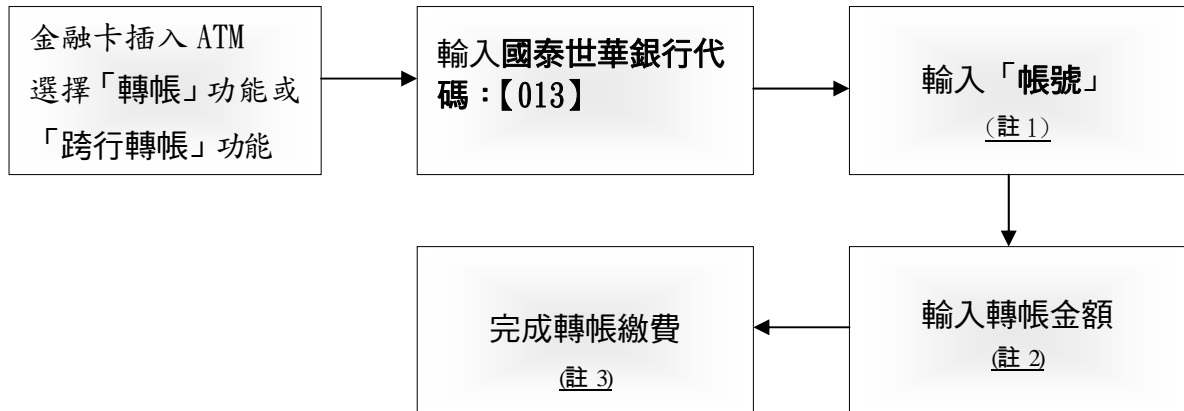 金融卡插入 ATM
選擇「轉帳」功能或
「跨行轉帳」功能
輸入國泰世華銀行代
碼：【013】
輸入「帳號」
(註 1)
輸入轉帳金額
(註 2)
完成轉帳繳費
(註 3)